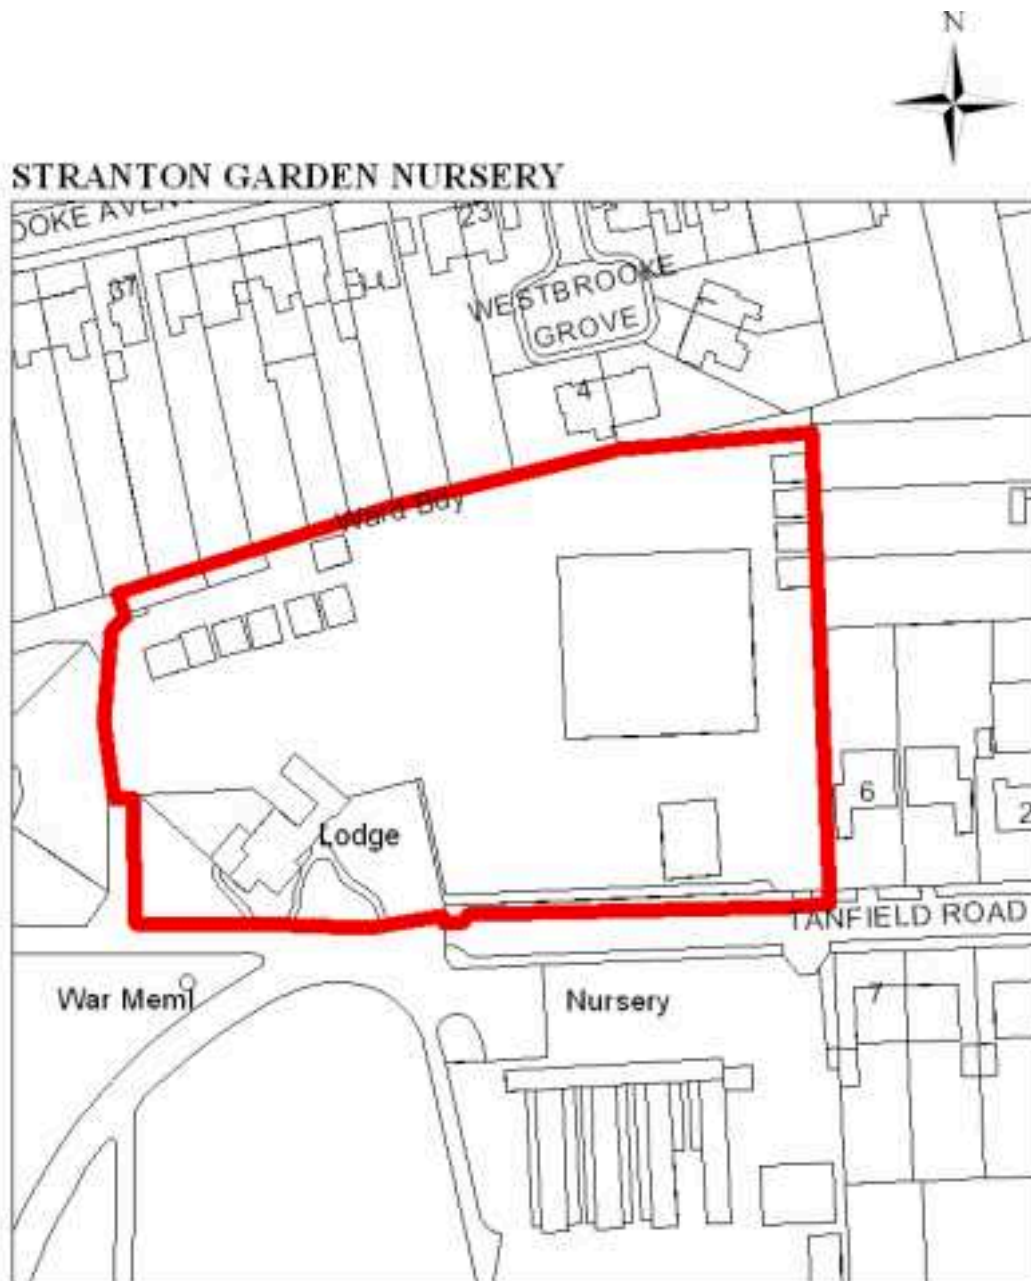 N
STRANTON GARDEN NURSERY
OOKE AVEN
23
37
WESTBROOKE
GROVE
4
Ward Bdy
6
2
Lodge
TANFIELD ROAD
War Meml
Nursery
7